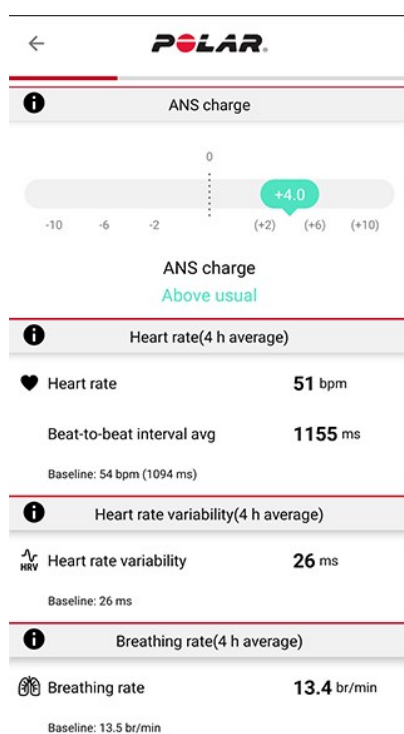 POLAR.
ANS charge
0
+4.0
-10 -6 -2 (+2) (+6) (+10)
ANS charge
Above usual
Heart rate(4 h average)
Heart rate 51 bpm
Beat-to-beat interval avg 1155 ms
Baseline: 54 bpm (1094 ms)
Heart rate variability(4 h average)
HRV Heart rate variability 26 ms
Baseline: 26 ms
Breathing rate(4 h average)
Breathing rate 13.4 br/min
Baseline: 13.5 br/min